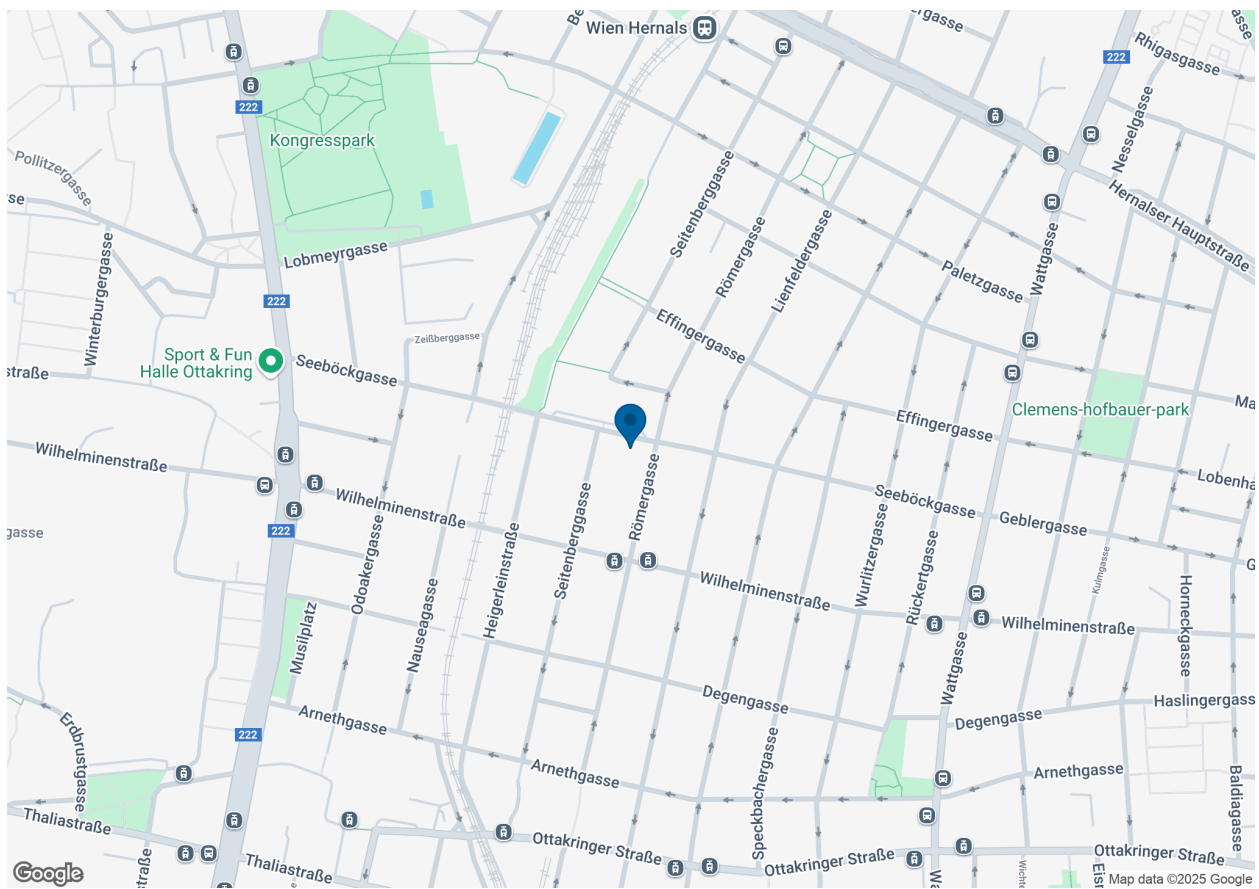 Wien Hernals
222
Rhigasgasse
Nesselgasse
Kongresspark
Pollitzergasse
Hernalser Hauptstraße
Seitenberggasse
Römergasse
Lienfeldergasse
Wattgasse
Paletzgasse
Lobmeyrgasse
Winterburgergasse
222
Effingergasse
Zeißberggasse
Sport & Fun
Halle Ottakring
Seeböckgasse
Clemens-hofbauer-park
Effingergasse
Wilhelminenstraße
Wilhelminenstraße
Seeböckgasse
Geblergasse
222
222
Odoakergasse
Nauseagasse
Heigerleinstraße
Seitenberggasse
Römergasse
Wilhelminenstraße
Wurlitzergasse
Rückertgasse
Kulmgasse
Horneckgasse
Wilhelminenstraße
Musilplatz
Wattgasse
Degengasse
Degengasse
Haslingergass
Arnethgasse
222
Erdbrustgasse
Arnethgasse
Arnethgasse
Speckbachergasse
Baldiagasse
Thaliastraße
Thaliastraße
Ottakringer Straße
Ottakringer Straße
Ottakringer Straße
Google
Map data ©2025 Google